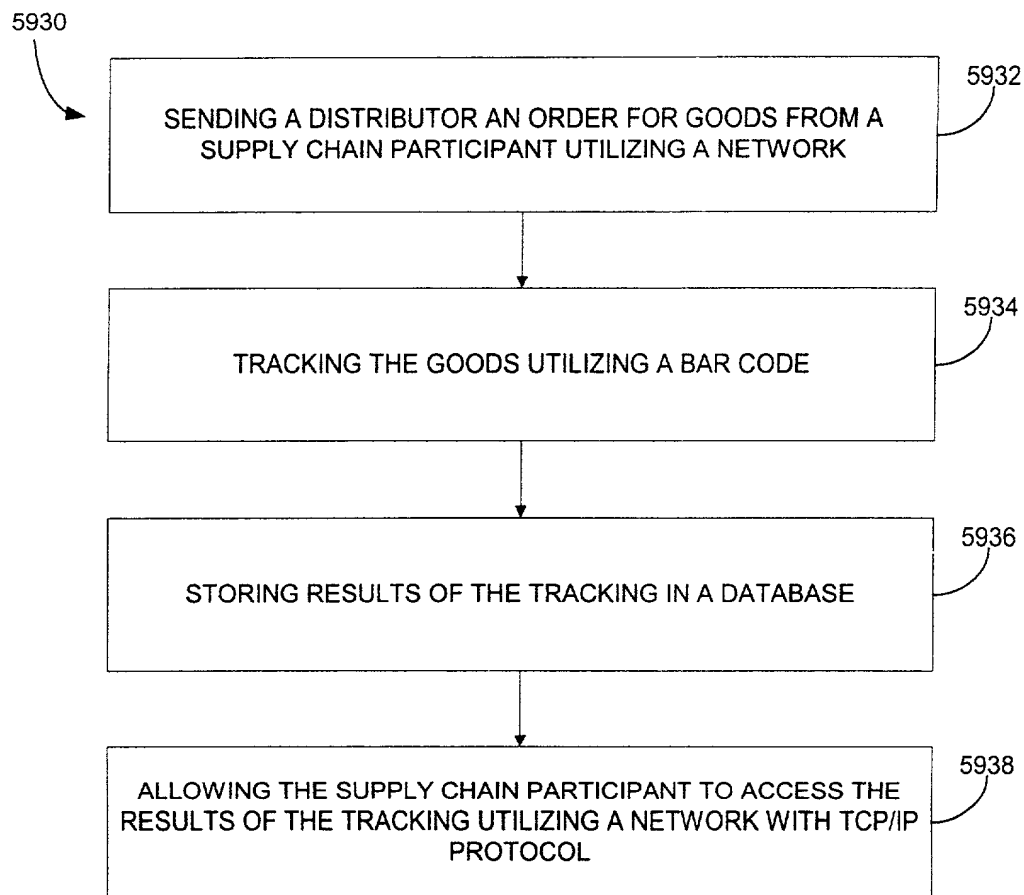 5930
5932
SENDING A DISTRIBUTOR AN ORDER FOR GOODS FROM A
SUPPLY CHAIN PARTICIPANT UTILIZING A NETWORK
5934
TRACKING THE GOODS UTILIZING A BAR CODE
5936
STORING RESULTS OF THE TRACKING IN A DATABASE
5938
ALLOWING THE SUPPLY CHAIN PARTICIPANT TO ACCESS THE
RESULTS OF THE TRACKING UTILIZING A NETWORK WITH TCP/IP
PROTOCOL